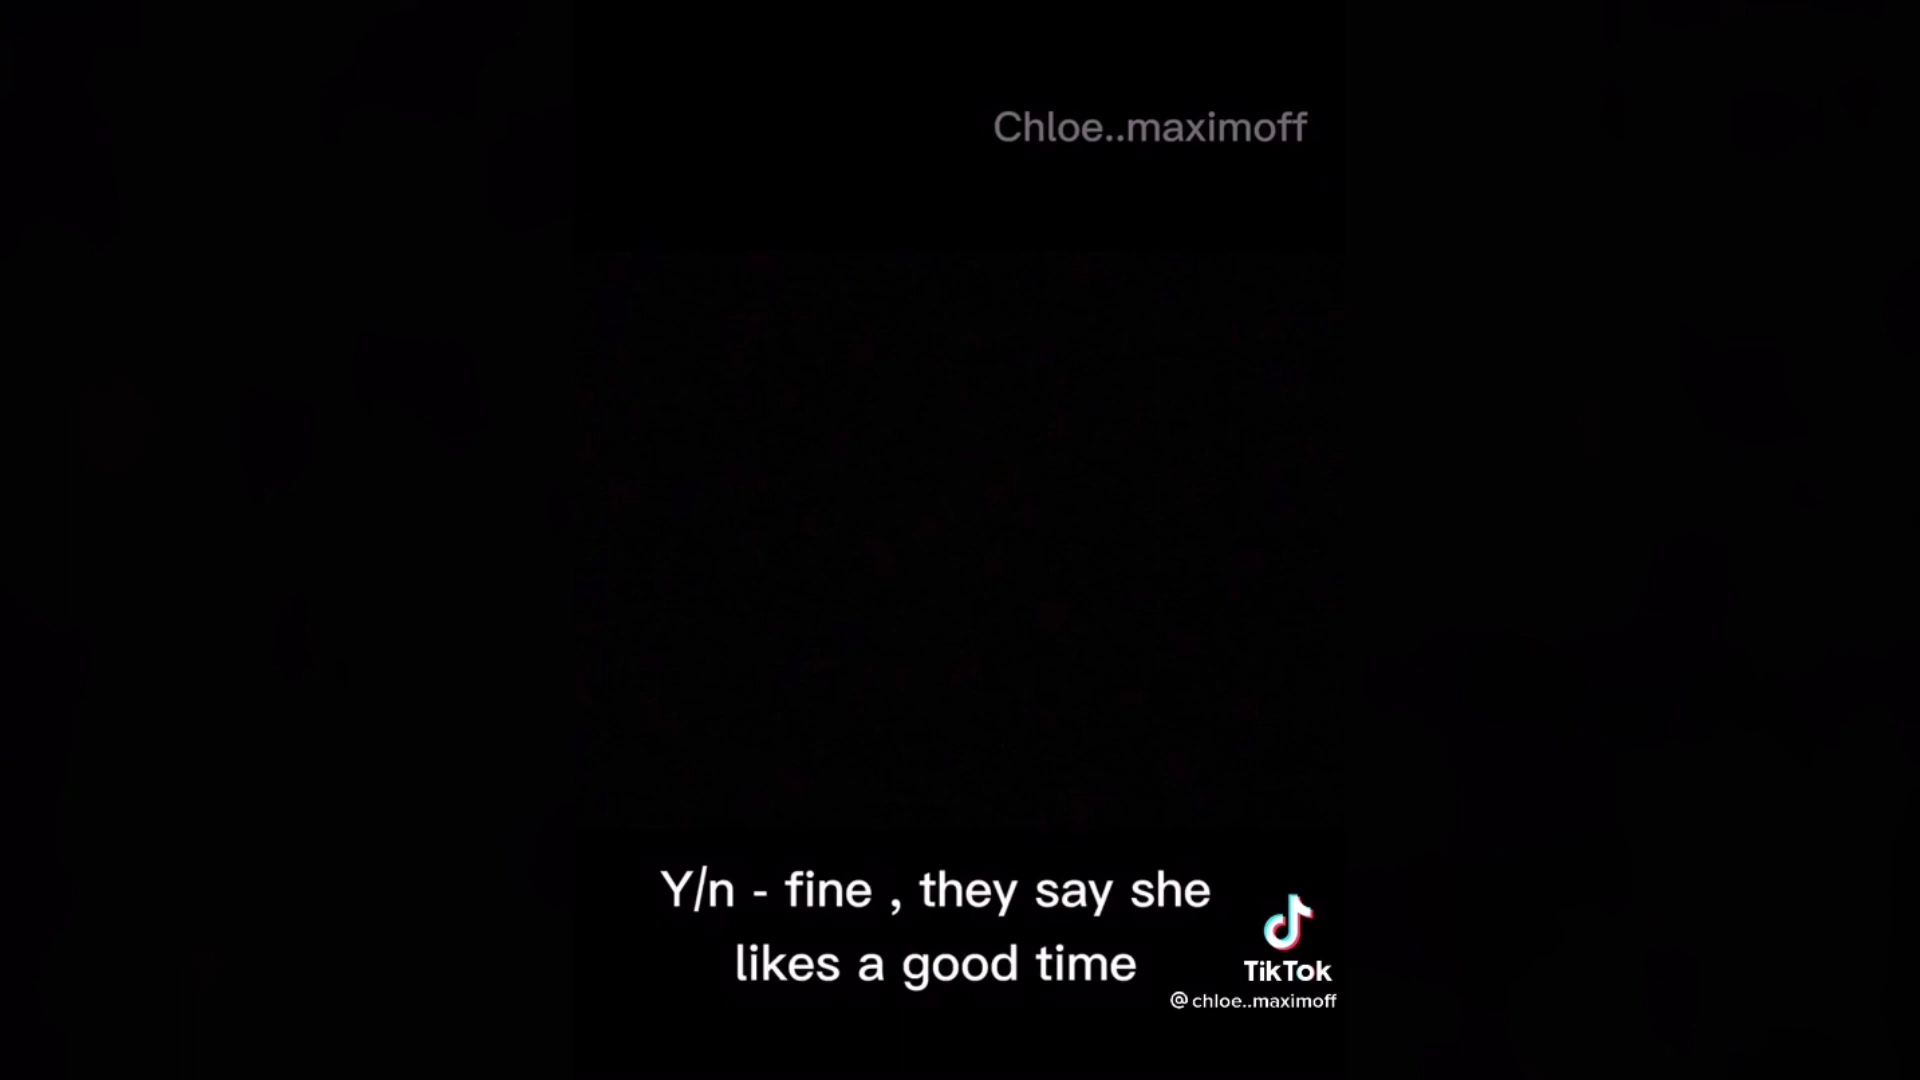 Chloe..maximoff
Y/n - fine , they say she
likes a good time
TikTok
@chloe..maximoff